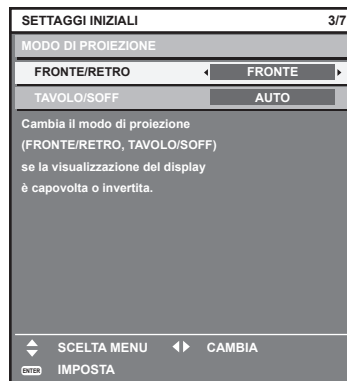 SETTAGGI INIZIALI 3/7
MODO DI PROIEZIONE
FRONTE/RETRO FRONTE
TAVOLO/SOFF AUTO
Cambia il modo di proiezione
(FRONTE/RETRO, TAVOLO/SOFF)
se la visualizzazione del display
è capovolta o invertita.
SCELTA MENU CAMBIA
ENTER IMPOSTA